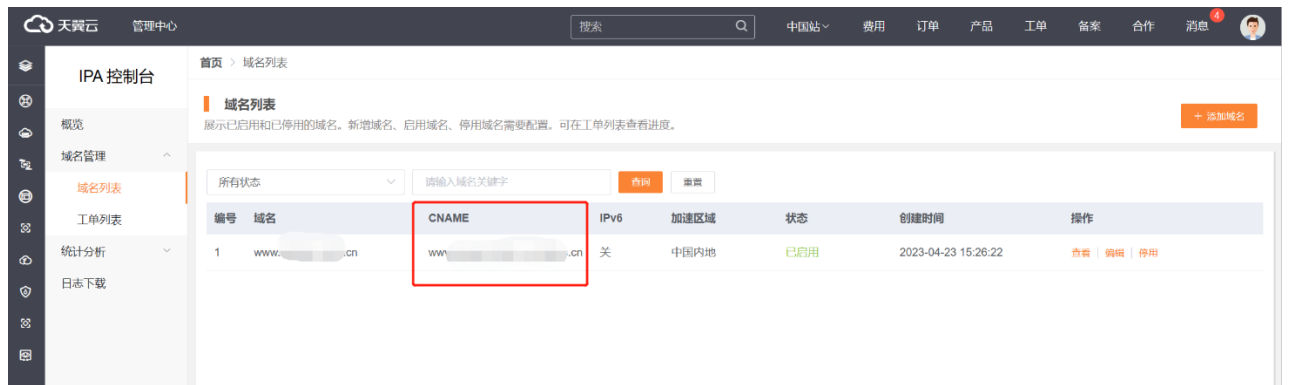 天翼云 管理中心 搜索 中国站 费用 订单 产品 工单 备案 合作 消息 4
IPA 控制台
概览
域名管理
域名列表
工单列表
统计分析
日志下载
首页 > 域名列表
域名列表
展示已启用和已停用的域名。新增域名、启用域名、停用域名需要配置。可在工单列表查看进度。
+ 添加域名
所有状态 请输入域名关键字 查询 重置
编号 域名 CNAME IPv6 加速区域 状态 创建时间 操作
1 www. .cn www .cn 关 中国内地 已启用 2023-04-23 15:26:22 查看 编辑 停用